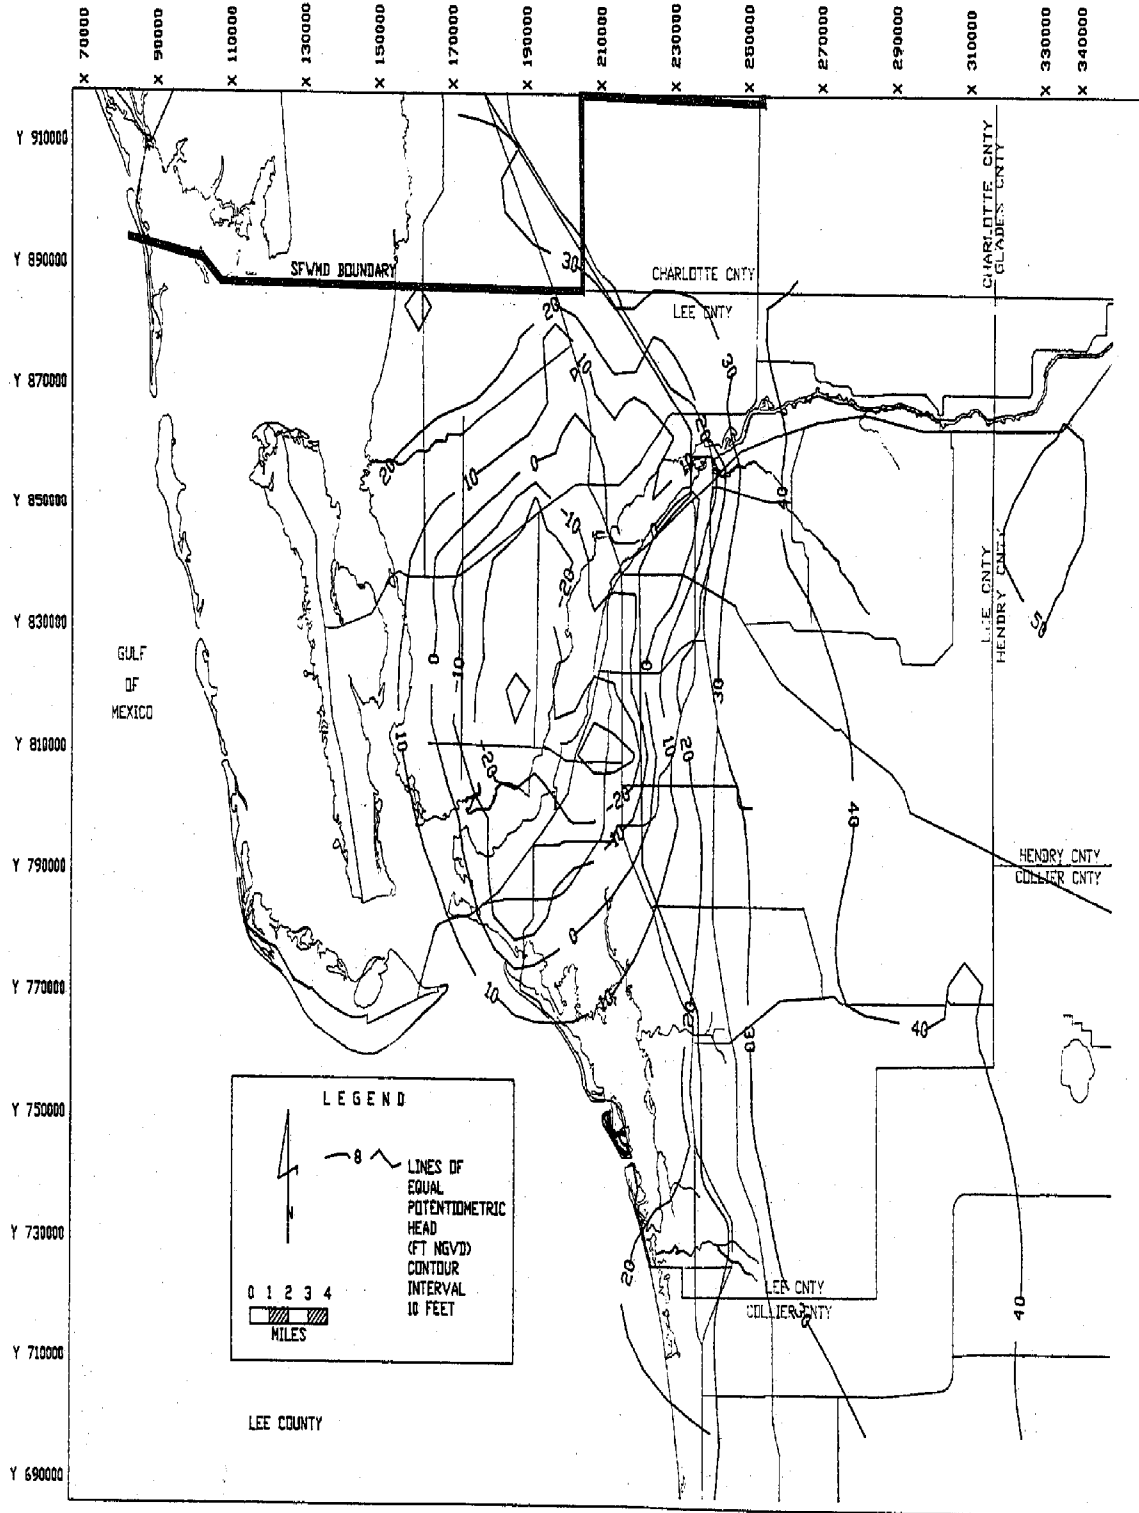 X 70000
X 90000
X 110000
X 130000
X 150000
X 170000
X 190000
X 210000
X 230000
X 250000
X 270000
X 290000
X 310000
X 330000
X 340000
Y 910000
Y 890000
Y 870000
Y 850000
Y 830000
Y 810000
Y 790000
Y 770000
Y 750000
Y 730000
Y 710000
Y 690000
CHARLOTTE CNTY
GLADES CNTY
SFWMD BOUNDARY
CHARLOTTE CNTY
LEE CNTY
30
20
10
30
20
20
10
0
-10
40
-20
LEE CNTY
HENDRY CNTY
50
GULF
OF
MEXICO
0
-10
0
30
10
-20
10
20
-20
40
HENDRY CNTY
COLLIER CNTY
0
10
40
30
LEGEND
N
8
LINES OF
EQUAL
POTENTIOMETRIC
HEAD
(FT NGVD)
CONTOUR
INTERVAL
10 FEET
0 1 2 3 4
MILES
20
LEE CNTY
COLLIER CNTY
40
LEE COUNTY